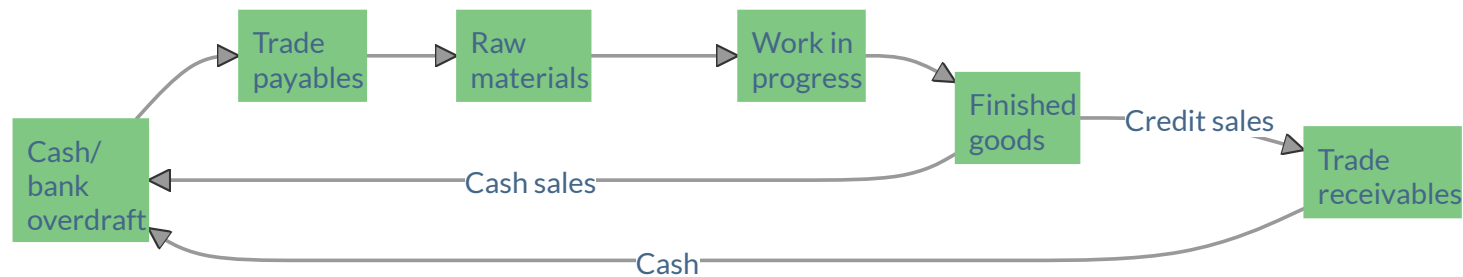 Trade
payables
Raw
materials
Work in
progress
Finished
goods
Credit sales
Trade
receivables
Cash/
bank
overdraft
Cash sales
Cash